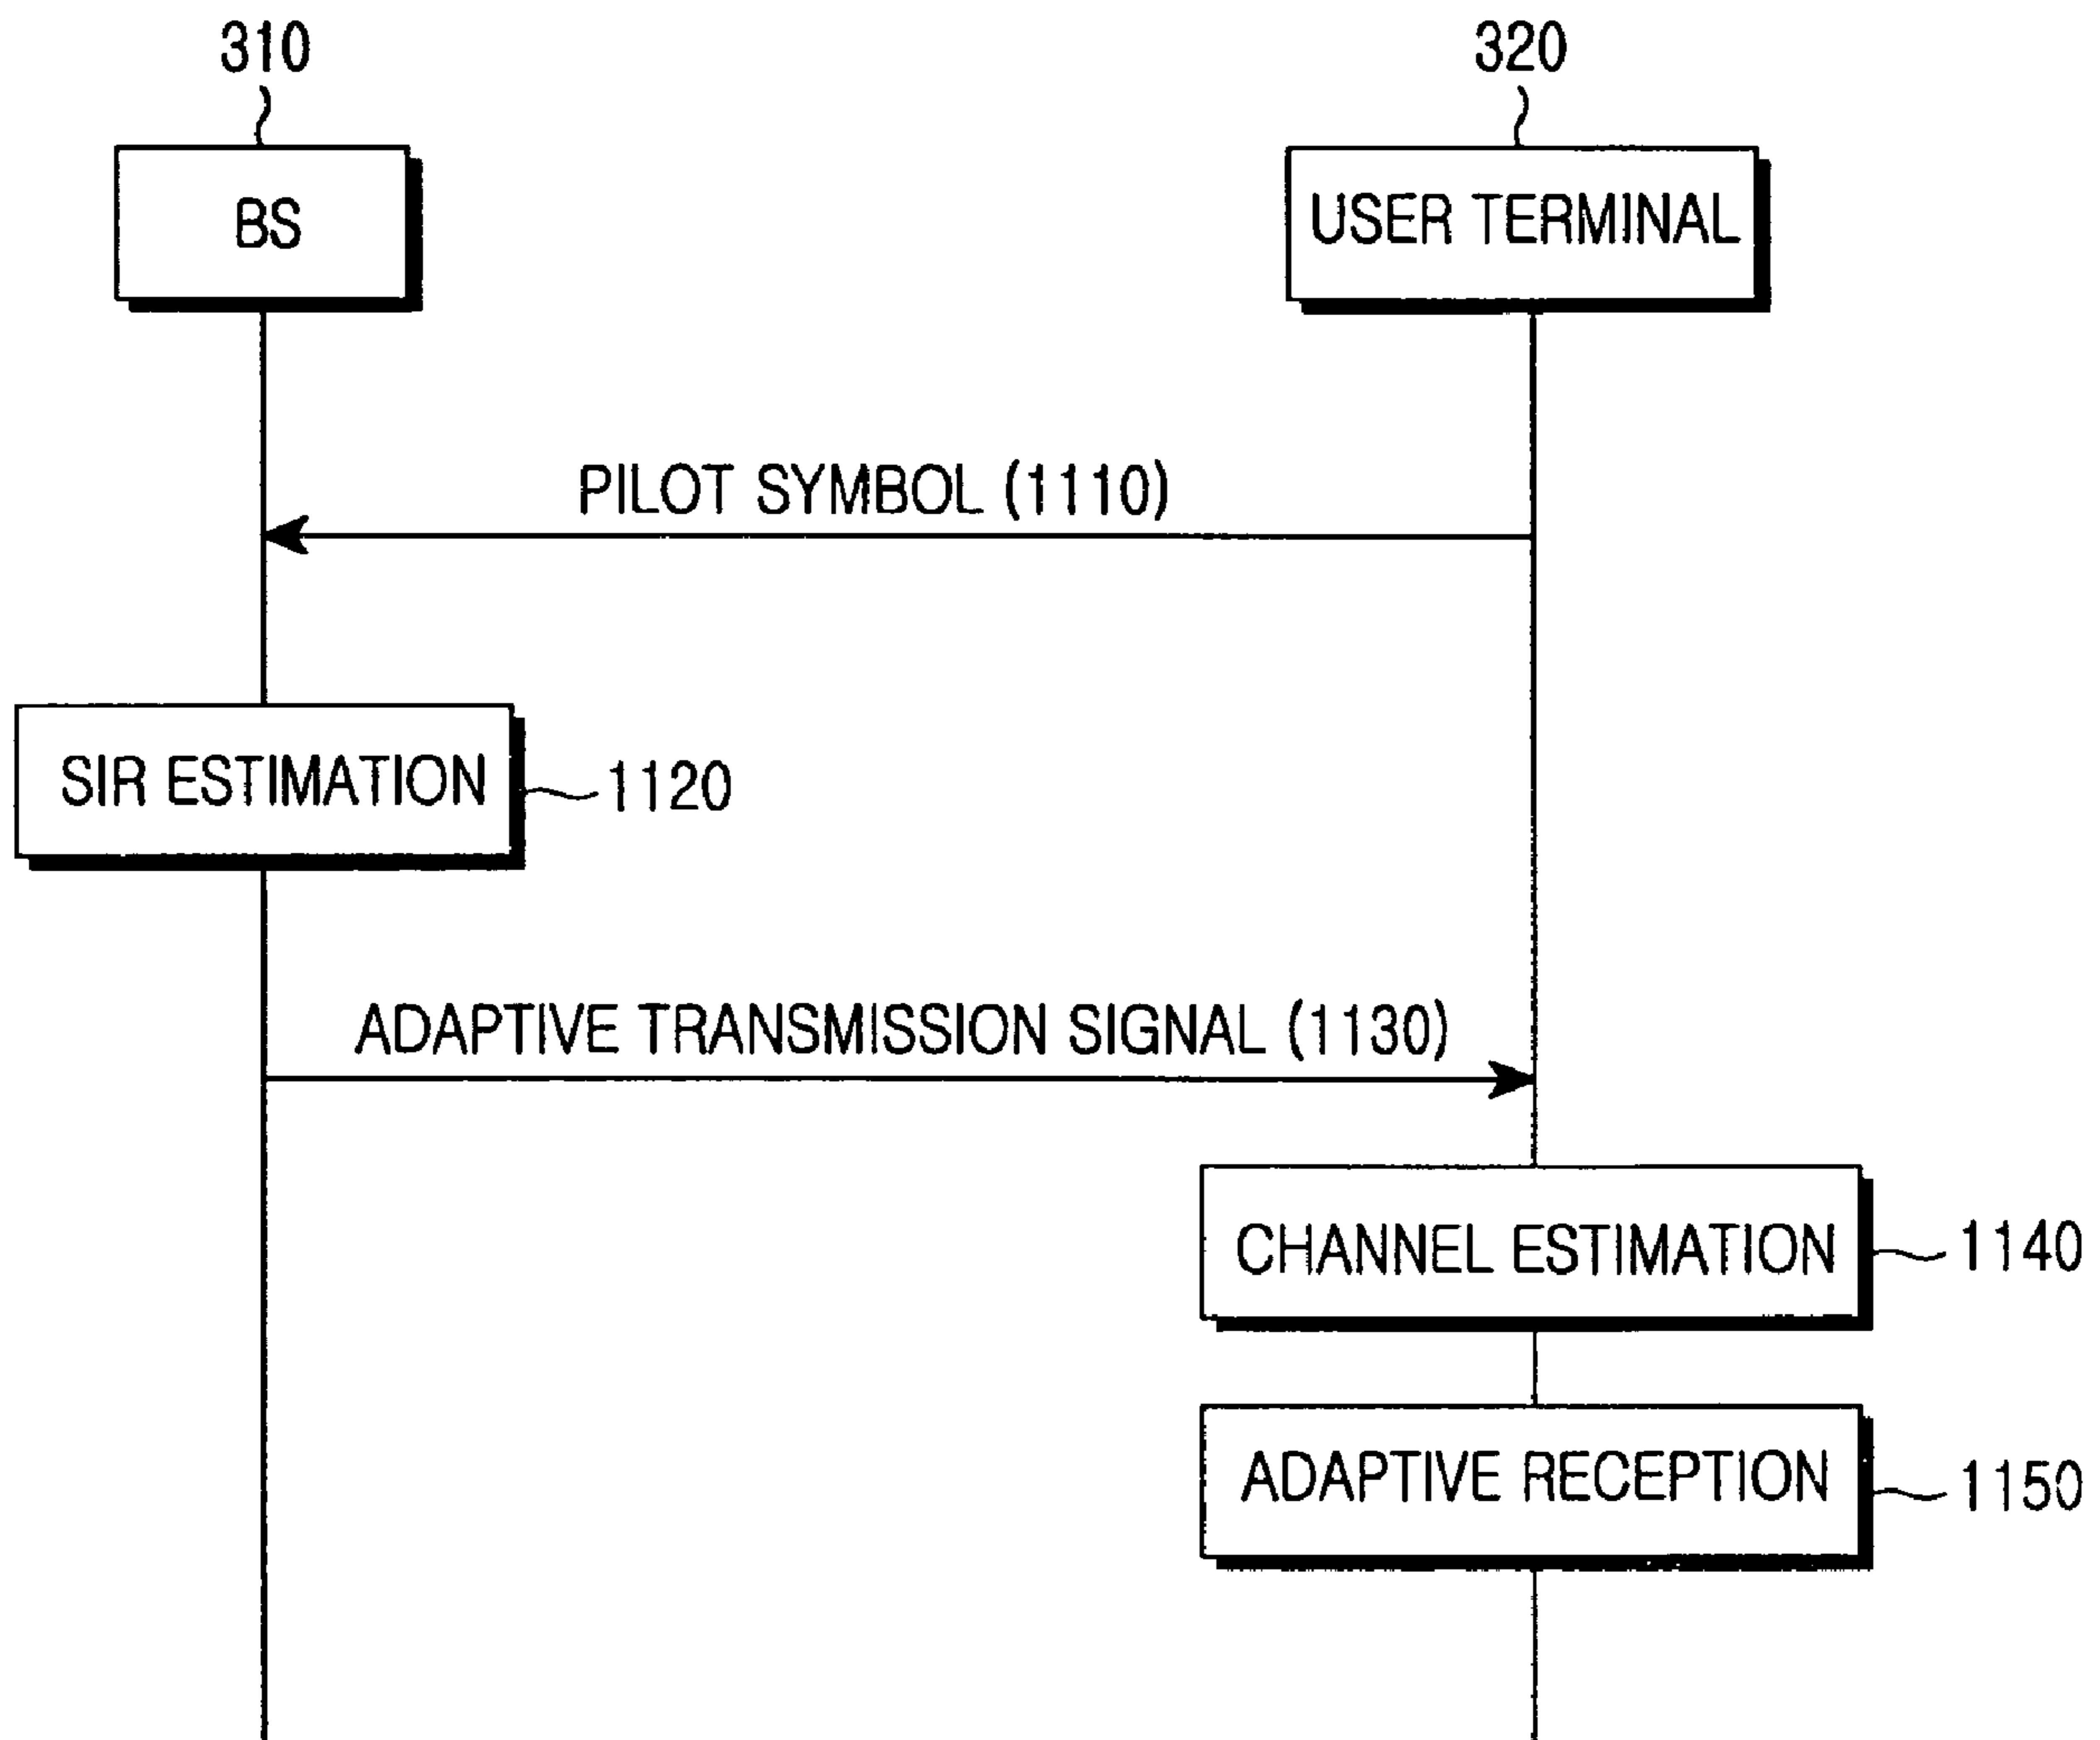 310
320
BS
USER TERMINAL
PILOT SYMBOL (1110)
SIR ESTIMATION
1120
ADAPTIVE TRANSMISSION SIGNAL (1130)
CHANNEL ESTIMATION
1140
ADAPTIVE RECEPTION
1150